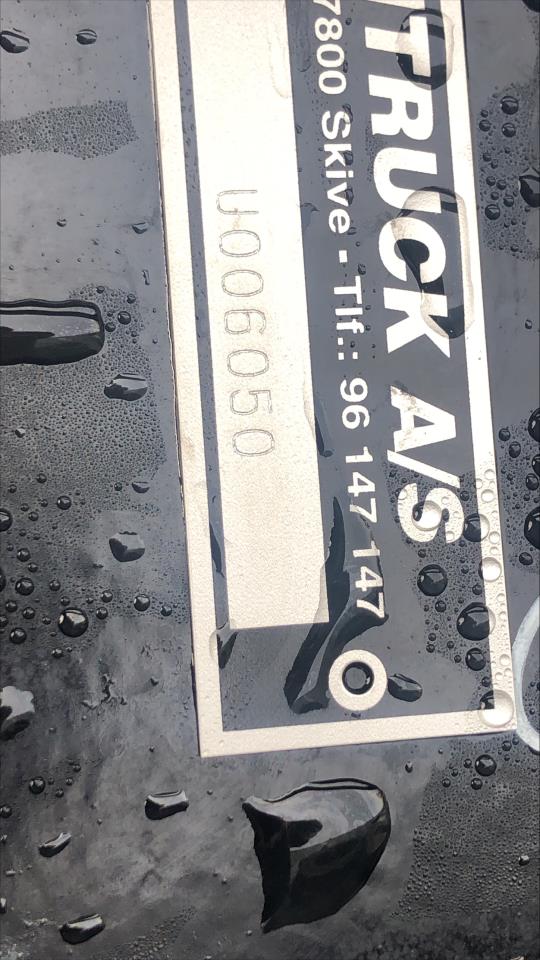 TRUCK A/S
7800 Skive - Tlf.: 96 147 147
U006050